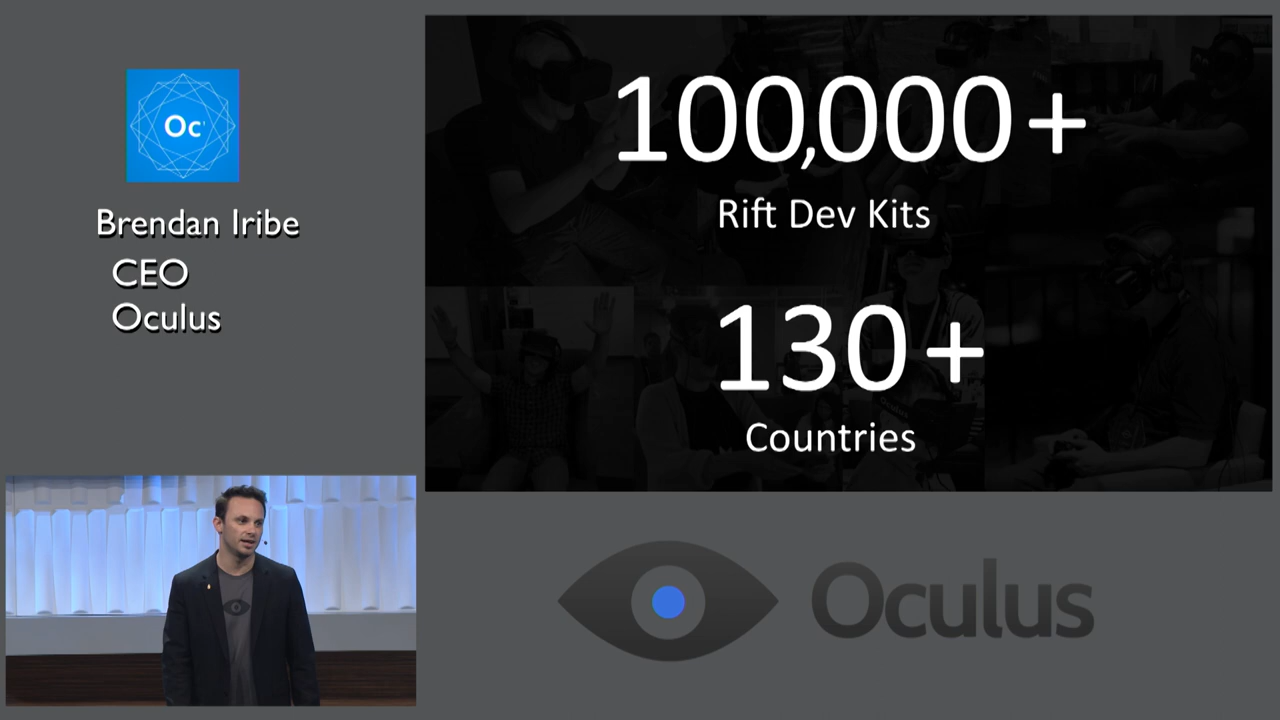 Oc
Brendan Iribe
CEO
Oculus
100,000+
Rift Dev Kits
130+
Countries
Oculus